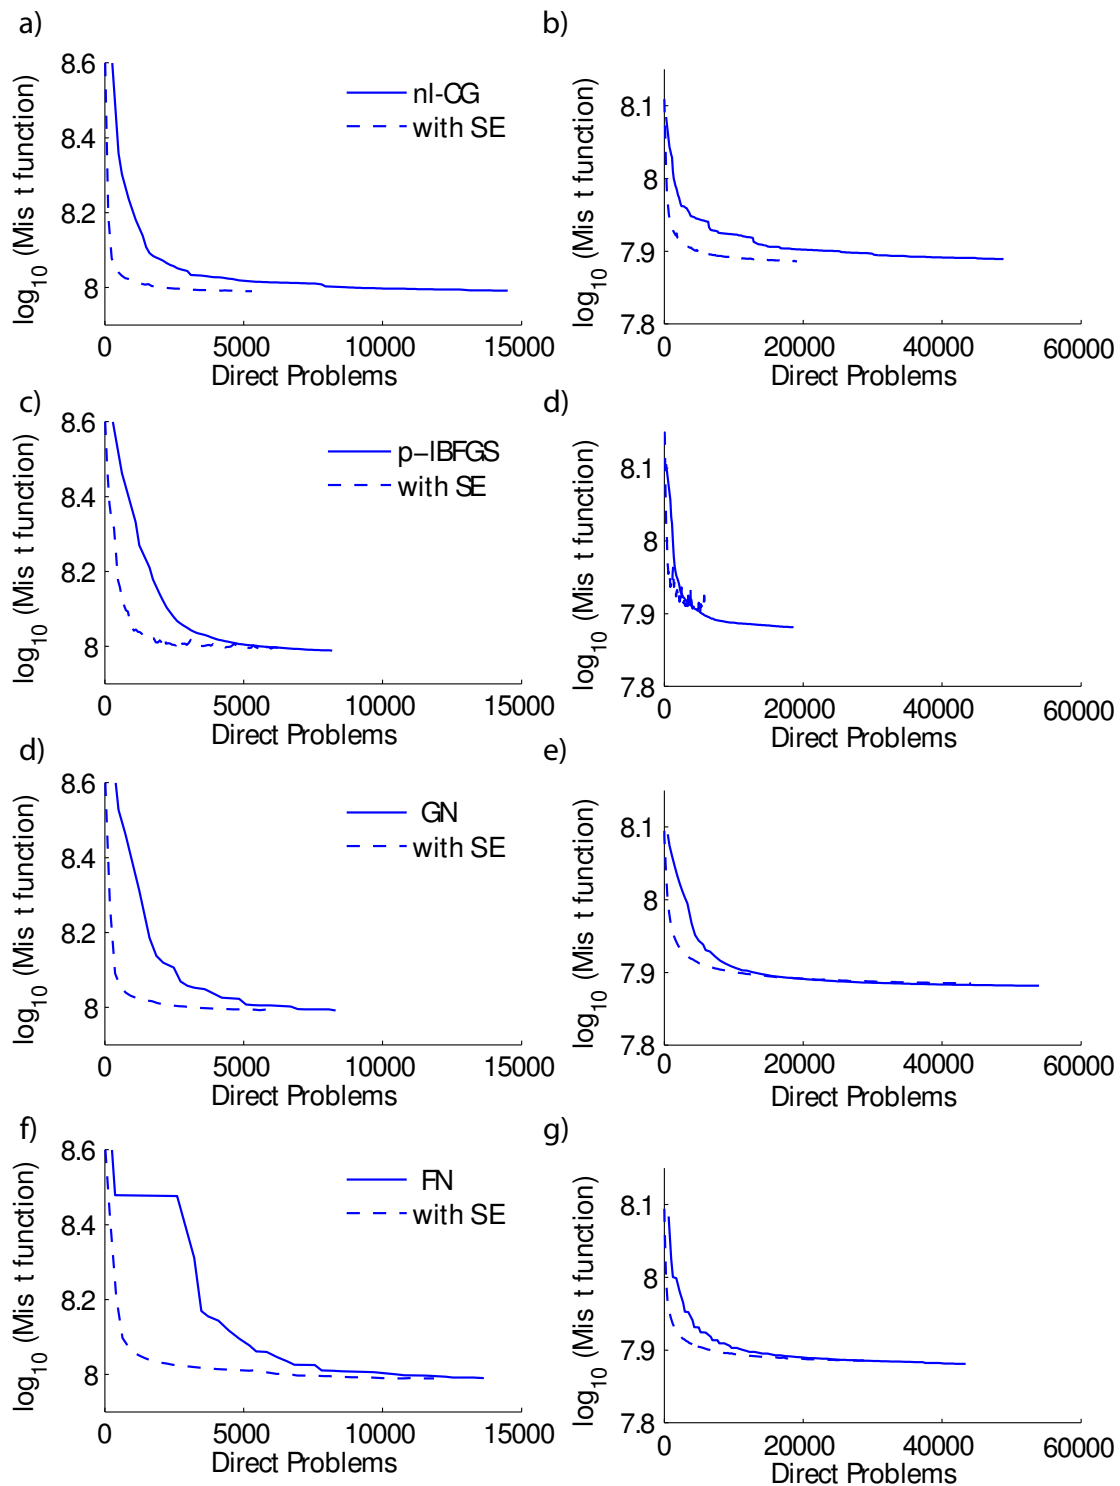 a)
b)
log10 (Mis t function)
8.6
8.4
8.2
8
nl-CG
with SE
0 5000 10000 15000
Direct Problems
log10 (Mis t function)
8.1
8
7.9
7.8
0 20000 40000 60000
Direct Problems
c)
d)
log10 (Mis t function)
8.6
8.4
8.2
8
p-lBFGS
with SE
0 5000 10000 15000
Direct Problems
log10 (Mis t function)
8.1
8
7.9
7.8
0 20000 40000 60000
Direct Problems
d)
e)
log10 (Mis t function)
8.6
8.4
8.2
8
GN
with SE
0 5000 10000 15000
Direct Problems
log10 (Mis t function)
8.1
8
7.9
7.8
0 20000 40000 60000
Direct Problems
f)
g)
log10 (Mis t function)
8.6
8.4
8.2
8
FN
with SE
0 5000 10000 15000
Direct Problems
log10 (Mis t function)
8.1
8
7.9
7.8
0 20000 40000 60000
Direct Problems